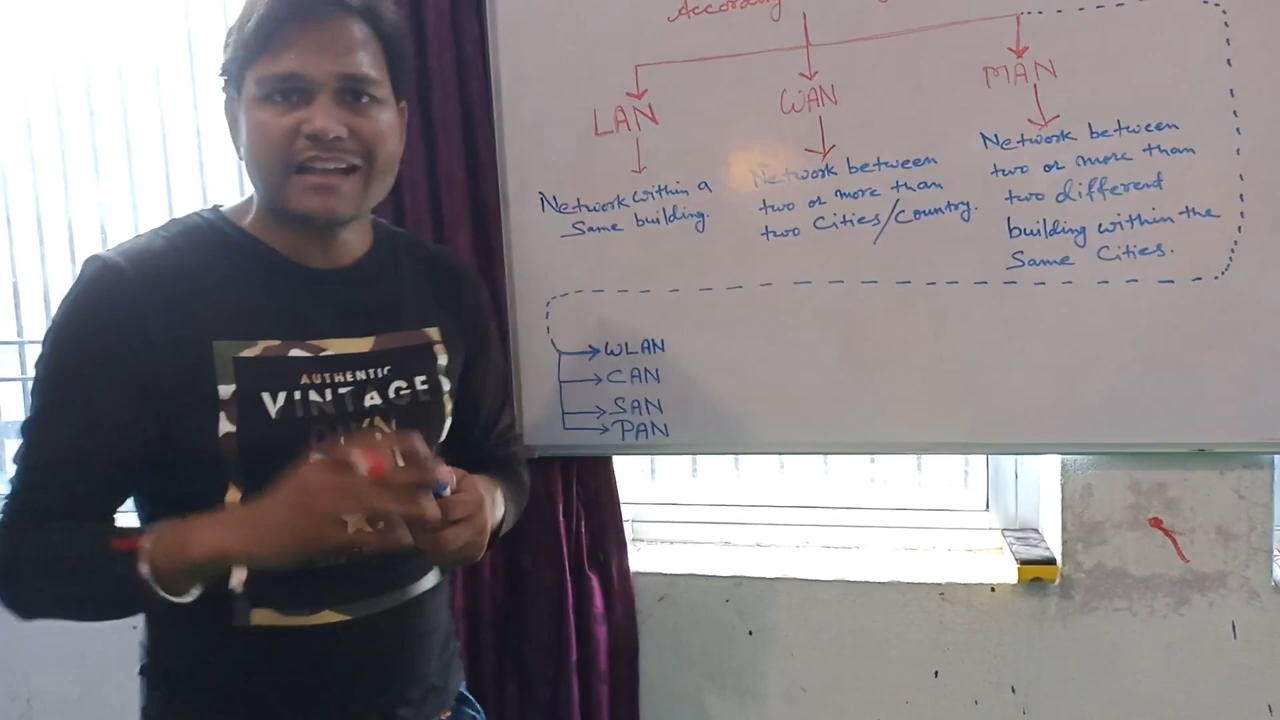 According
LAN
WAN
MAN
Network within a
Same building.
Network between
two or more than
two Cities/Country.
Network between
two or more than
two different
building within the
Same Cities.
WLAN
CAN
SAN
PAN
AUTHENTIC
VINTAGE